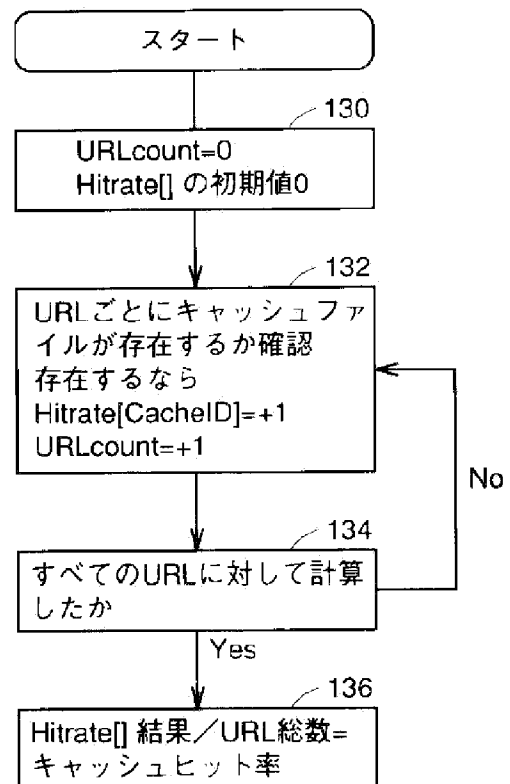 スタート
130
URLcount=0
Hitrate[] の初期値0
132
URLごとにキャッシュファ
イルが存在するか確認
存在するなら
Hitrate[CacheID]=+1
URLcount=+1
No
134
すべてのURLに対して計算
したか
Yes
136
Hitrate[] 結果／URL総数=
キャッシュヒット率